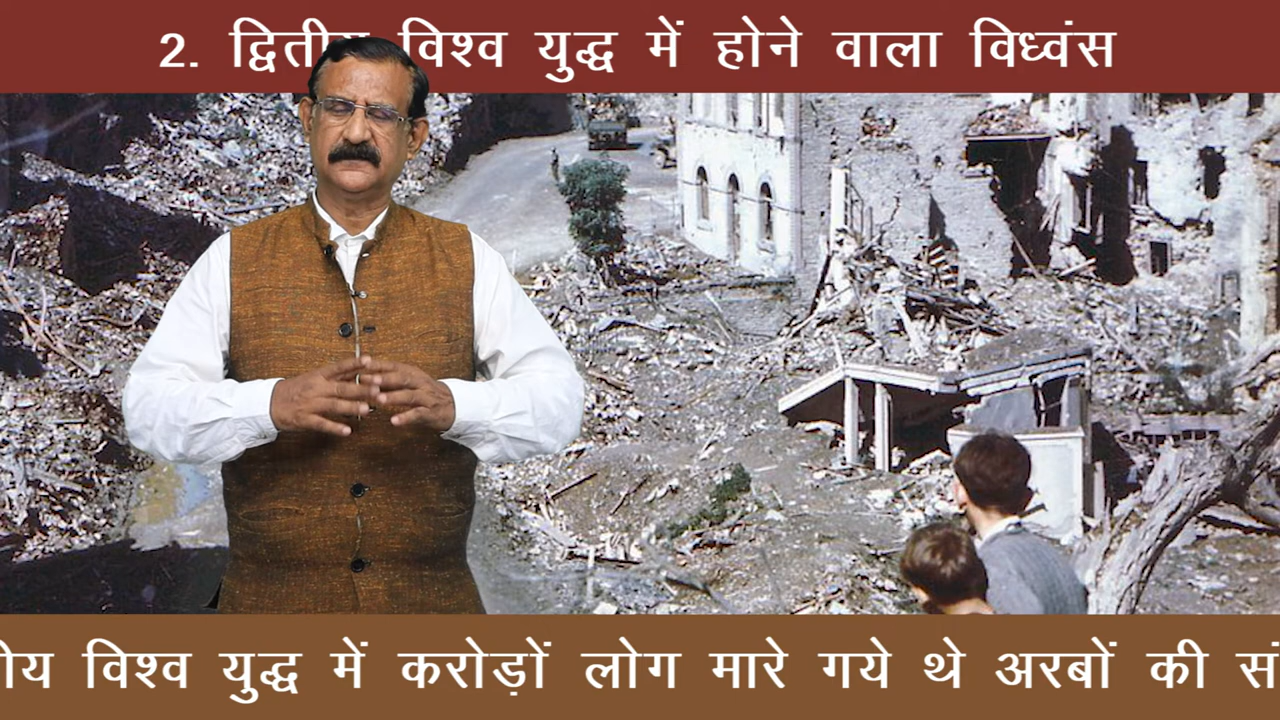 2. द्वितीय विश्व युद्ध में होने वाला विध्वंस
विश्व युद्ध में करोड़ों लोग मारे गये थे अरबों की